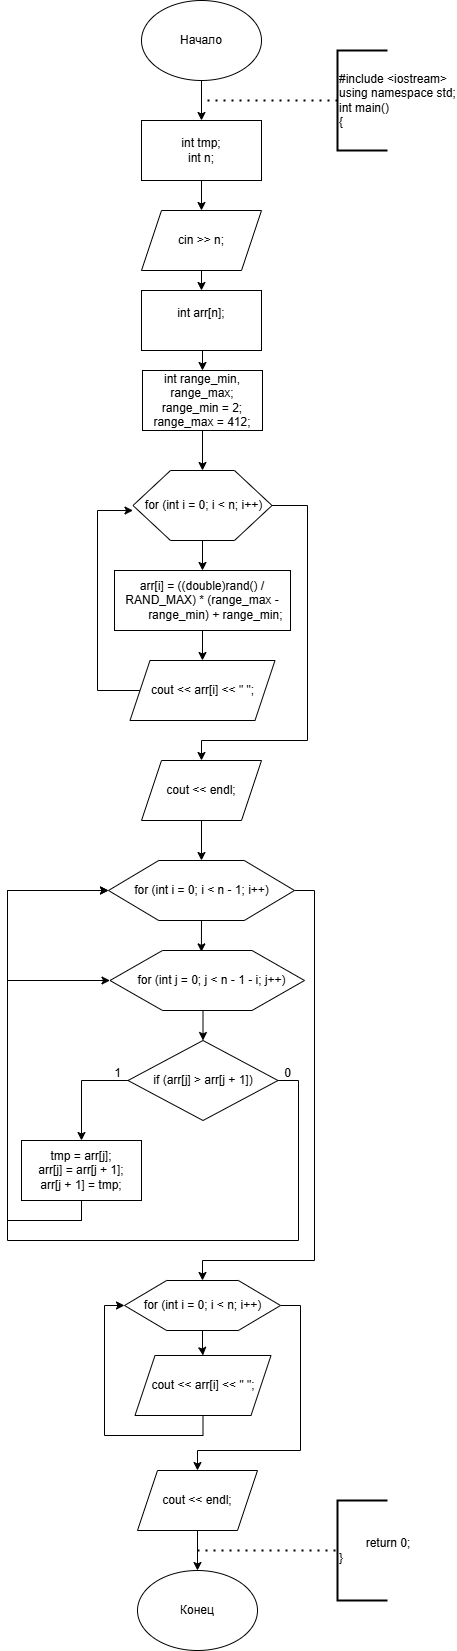 Начало
#include <iostream>
using namespace std;
int main()
{
int tmp;
int n;
cin >> n;
int arr[n];
int range_min,
range_max;
range_min = 2;
range_max = 412;
for (int i = 0; i < n; i++)
arr[i] = ((double)rand() /
RAND_MAX) * (range_max -
range_min) + range_min;
cout << arr[i] << " ";
cout << endl;
for (int i = 0; i < n - 1; i++)
for (int j = 0; j < n - 1 - i; j++)
1
if (arr[j] > arr[j + 1])
0
tmp = arr[j];
arr[j] = arr[j + 1];
arr[j + 1] = tmp;
for (int i = 0; i < n; i++)
cout << arr[i] << " ";
cout << endl;
return 0;
}
Конец